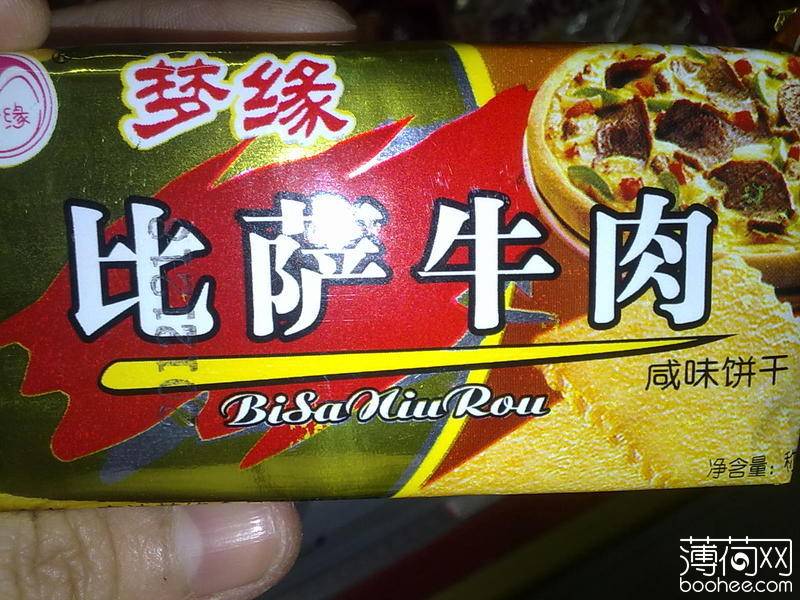 缘
梦缘
比萨牛肉
BiSaNiuRou
咸味饼干
净含量:
薄荷网
boohee.com